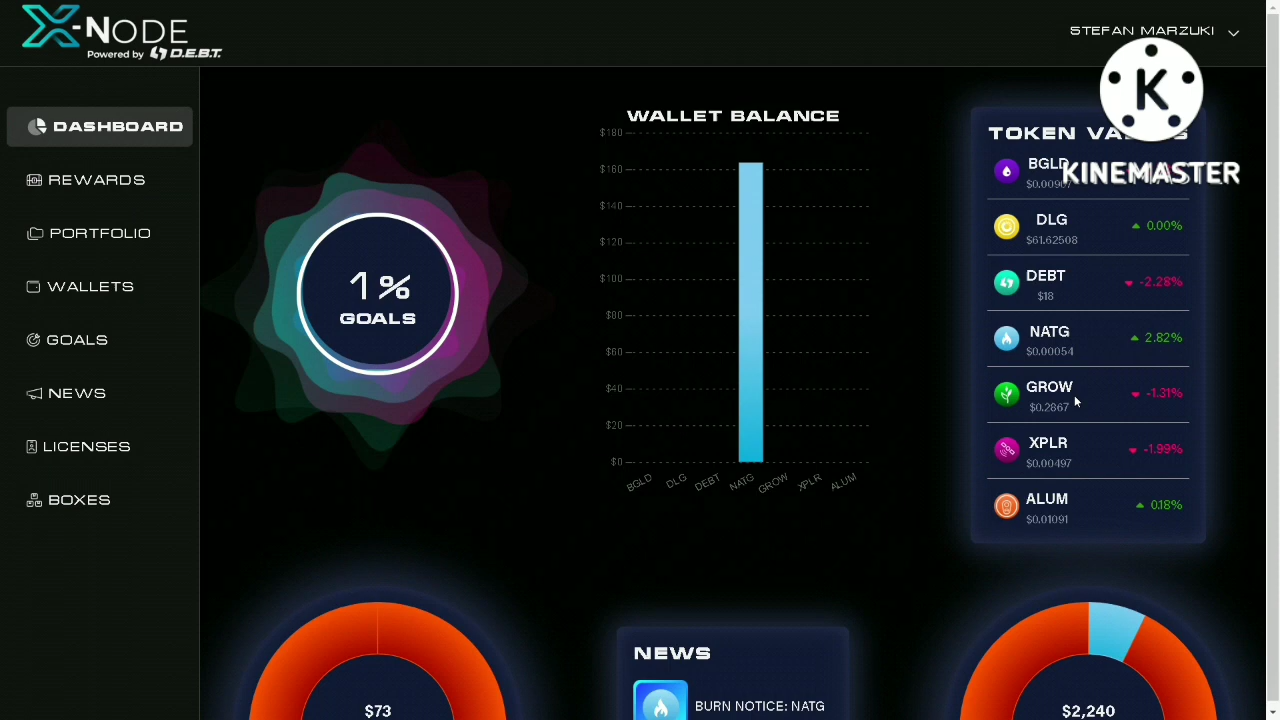 X-NODE
Powered by D.E.B.T.
STEFAN MARZUKI
K
KINEMASTER
DASHBOARD
REWARDS
PORTFOLIO
WALLETS
GOALS
NEWS
LICENSES
BOXES
1%
GOALS
WALLET BALANCE
$180
$160
$140
$120
$100
$80
$60
$40
$20
$0
BGLD DLG DEBT NATG GROW XPLR ALUM
TOKEN
BGLD
DLG
$61.62508
0.00%
DEBT
$18
-2.28%
NATG
$0.00054
2.82%
GROW
$0.2867
-1.31%
XPLR
$0.00497
-1.99%
ALUM
$0.01091
0.18%
$73
NEWS
BURN NOTICE: NATG
$2,240